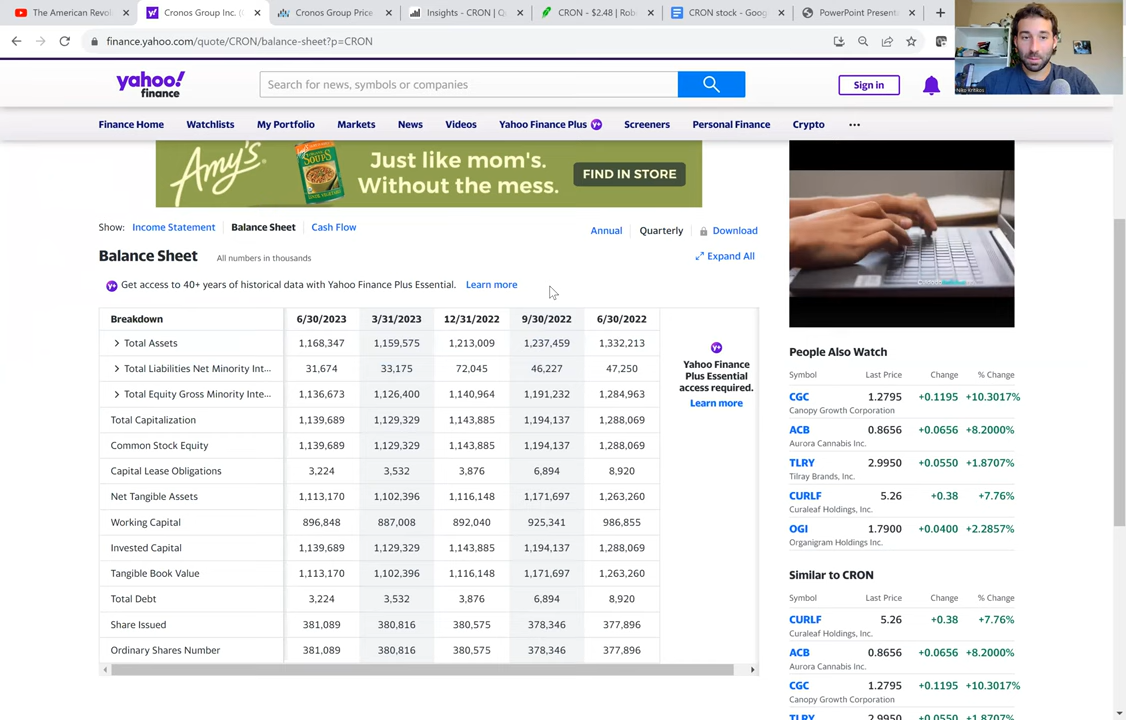 The American Revol
Cronos Group Inc. (
Cronos Group Price
Insights - CRON | Q
CRON - $2.48 | Rob
CRON stock - Goog
PowerPoint Present
finance.yahoo.com/quote/CRON/balance-sheet?p=CRON
yahoo!
finance
Search for news, symbols or companies
Sign in
Finance Home
Watchlists
My Portfolio
Markets
News
Videos
Yahoo Finance Plus
Screeners
Personal Finance
Crypto
Amy's
SOUPS
Just like mom's.
Without the mess.
FIND IN STORE
Show: Income Statement Balance Sheet Cash Flow
Annual Quarterly Download
Balance Sheet All numbers in thousands
Expand All
Get access to 40+ years of historical data with Yahoo Finance Plus Essential. Learn more
Breakdown 6/30/2023 3/31/2023 12/31/2022 9/30/2022 6/30/2022
Total Assets 1,168,347 1,159,575 1,213,009 1,237,459 1,332,213
Total Liabilities Net Minority Int... 31,674 33,175 72,045 46,227 47,250
Total Equity Gross Minority Inte... 1,136,673 1,126,400 1,140,964 1,191,232 1,284,963
Total Capitalization 1,139,689 1,129,329 1,143,885 1,194,137 1,288,069
Common Stock Equity 1,139,689 1,129,329 1,143,885 1,194,137 1,288,069
Capital Lease Obligations 3,224 3,532 3,876 6,894 8,920
Net Tangible Assets 1,113,170 1,102,396 1,116,148 1,171,697 1,263,260
Working Capital 896,848 887,008 892,040 925,341 986,855
Invested Capital 1,139,689 1,129,329 1,143,885 1,194,137 1,288,069
Tangible Book Value 1,113,170 1,102,396 1,116,148 1,171,697 1,263,260
Total Debt 3,224 3,532 3,876 6,894 8,920
Share Issued 381,089 380,816 380,575 378,346 377,896
Ordinary Shares Number 381,089 380,816 380,575 378,346 377,896
Yahoo Finance
Plus Essential
access required.
Learn more
People Also Watch
Symbol Last Price Change % Change
CGC 1.2795 +0.1195 +10.3017%
Canopy Growth Corporation
ACB 0.8656 +0.0656 +8.2000%
Aurora Cannabis Inc.
TLRY 2.9950 +0.0550 +1.8707%
Tilray Brands, Inc.
CURLF 5.26 +0.38 +7.76%
Curaleaf Holdings, Inc.
OGI 1.7900 +0.0400 +2.2857%
Organigram Holdings Inc.
Similar to CRON
Symbol Last Price Change % Change
CURLF 5.26 +0.38 +7.76%
Curaleaf Holdings, Inc.
ACB 0.8656 +0.0656 +8.2000%
Aurora Cannabis Inc.
CGC 1.2795 +0.1195 +10.3017%
Canopy Growth Corporation
TLRY 2.9950 +0.0550 +1.8707%